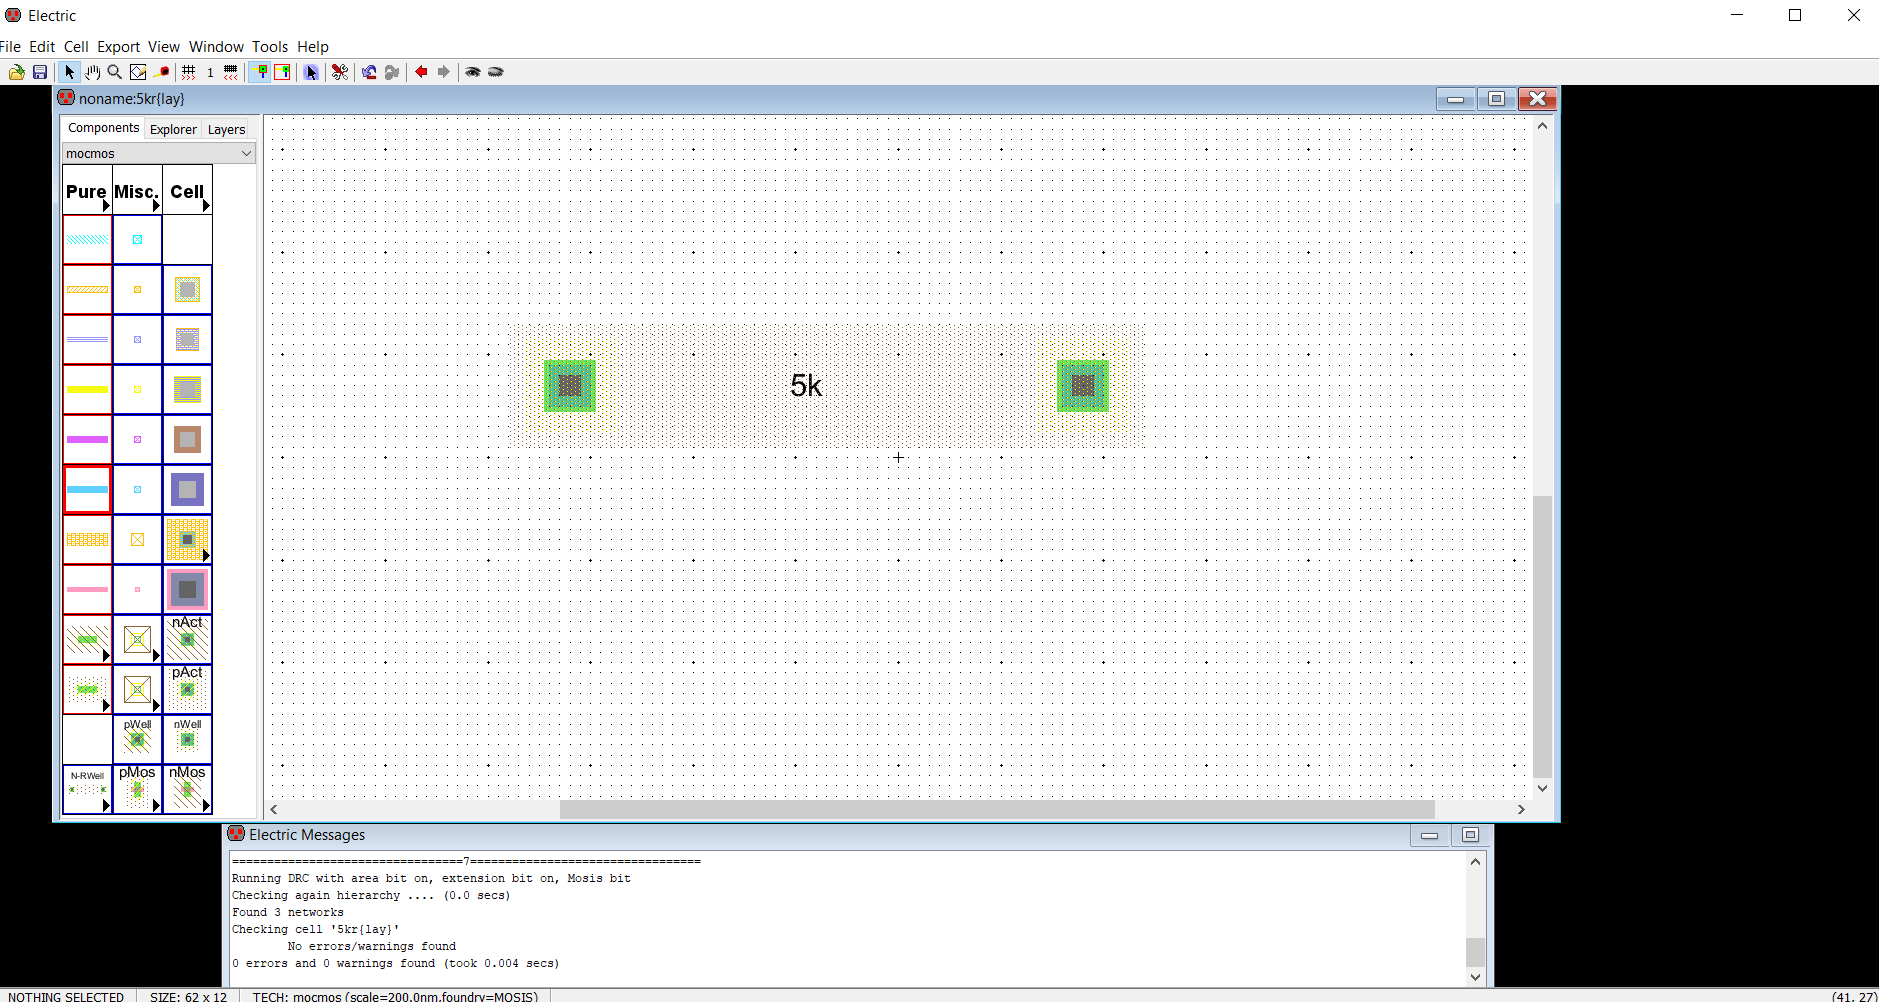 Electric
File Edit Cell Export View Window Tools Help
1
noname:5kr{lay}
Components Explorer Layers
mocmos
Pure Misc. Cell
nAct
pAct
pWell nWell
N-RWell pMos nMos
5k
Electric Messages
=================================7=================================
Running DRC with area bit on, extension bit on, Mosis bit
Checking again hierarchy .... (0.0 secs)
Found 3 networks
Checking cell '5kr{lay}'
No errors/warnings found
0 errors and 0 warnings found (took 0.004 secs)
NOTHING SELECTED SIZE: 62 x 12 TECH: mocmos (scale=200.0nm,foundry=MOSIS) (41, 27)